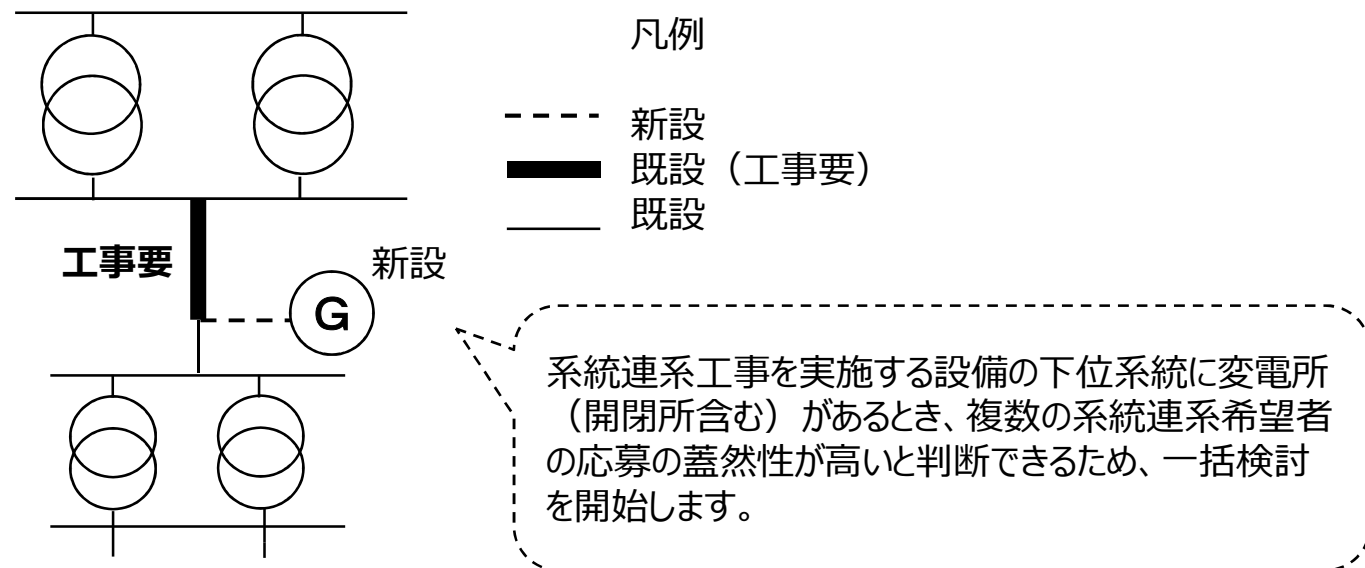 凡例
新設
既設（工事要）
既設
工事要
新設
G
系統連系工事を実施する設備の下位系統に変電所
（開閉所含む）があるとき、複数の系統連系希望者
の応募の蓋然性が高いと判断できるため、一括検討
を開始します。